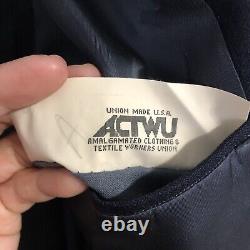 UNION MADE U.S.A.
ACTWU
AMALGAMATED CLOTHING &
TEXTILE WORKERS UNION